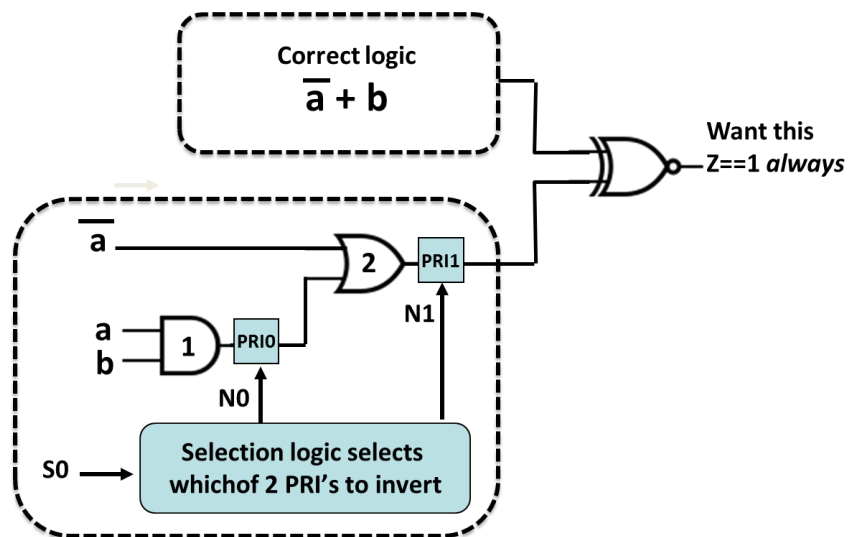 Correct logic
a̅ + b
Want this
Z==1 always
a̅
2
PRI1
N1
a
b
1
PRI0
N0
S0
Selection logic selects
whichof 2 PRI's to invert